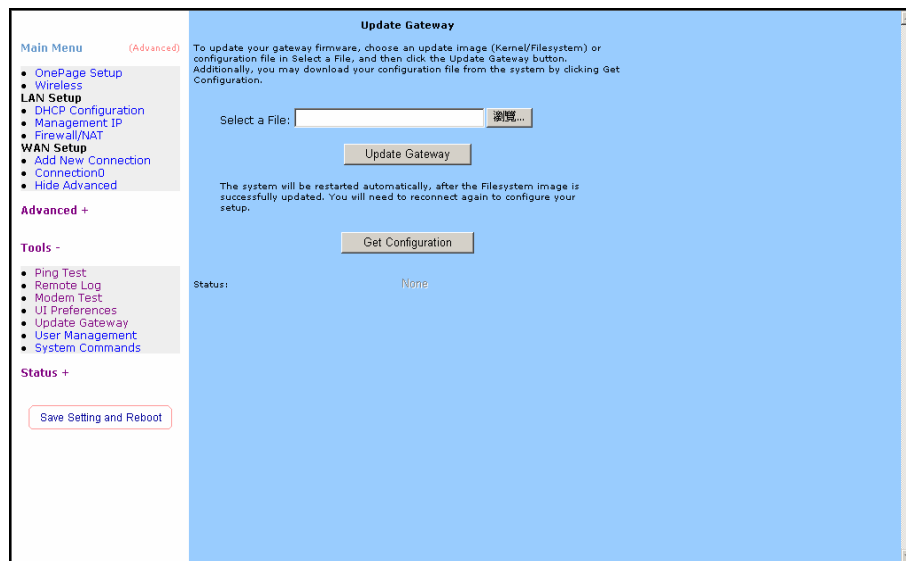 Update Gateway
Main Menu
(Advanced)
OnePage Setup
Wireless
LAN Setup
DHCP Configuration
Management IP
Firewall/NAT
WAN Setup
Add New Connection
Connection0
Hide Advanced
Advanced +
Tools -
Ping Test
Remote Log
Modem Test
UI Preferences
Update Gateway
User Management
System Commands
Status +
Save Setting and Reboot
To update your gateway firmware, choose an update image (Kernel/Filesystem) or
configuration file in Select a File, and then click the Update Gateway button.
Additionally, you may download your configuration file from the system by clicking Get
Configuration.
Select a File:
瀏覽...
Update Gateway
The system will be restarted automatically, after the Filesystem image is
successfully updated. You will need to reconnect again to configure your
setup.
Get Configuration
Status:
None